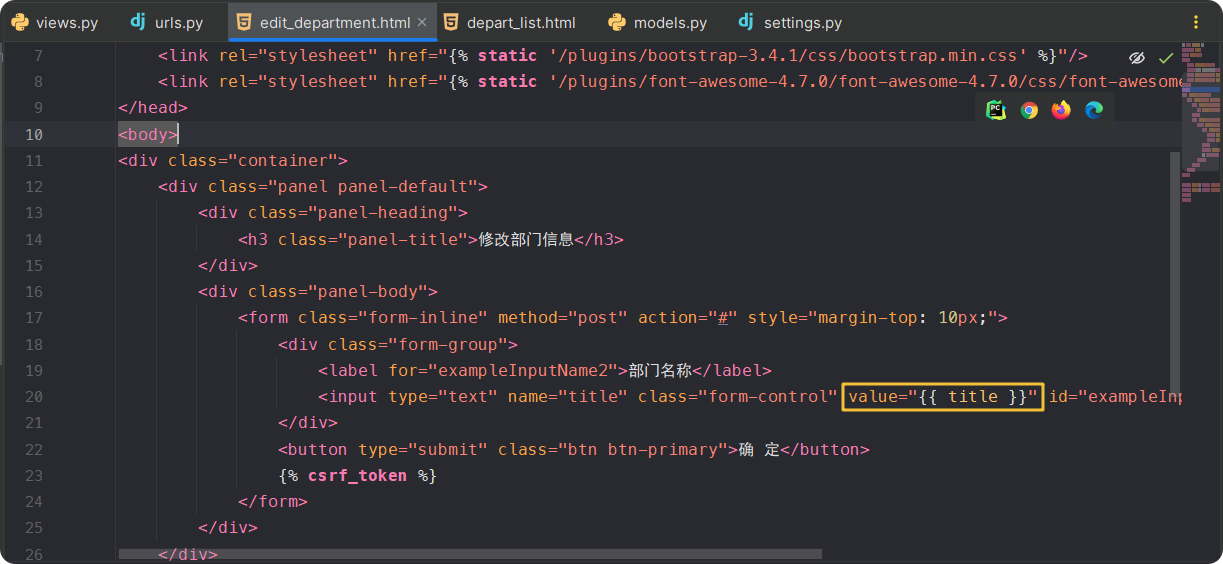 views.py urls.py edit_department.html depart_list.html models.py settings.py
7 <link rel="stylesheet" href="{% static '/plugins/bootstrap-3.4.1/css/bootstrap.min.css' %}"/>
8 <link rel="stylesheet" href="{% static '/plugins/font-awesome-4.7.0/font-awesome-4.7.0/css/font-awesome
9 </head>
10 <body>
11 <div class="container">
12 <div class="panel panel-default">
13 <div class="panel-heading">
14 <h3 class="panel-title">修改部门信息</h3>
15 </div>
16 <div class="panel-body">
17 <form class="form-inline" method="post" action="#" style="margin-top: 10px;">
18 <div class="form-group">
19 <label for="exampleInputName2">部门名称</label>
20 <input type="text" name="title" class="form-control" value="{{ title }}" id="exampleInp
21 </div>
22 <button type="submit" class="btn btn-primary">确 定</button>
23 {% csrf_token %}
24 </form>
25 </div>
26 </div>